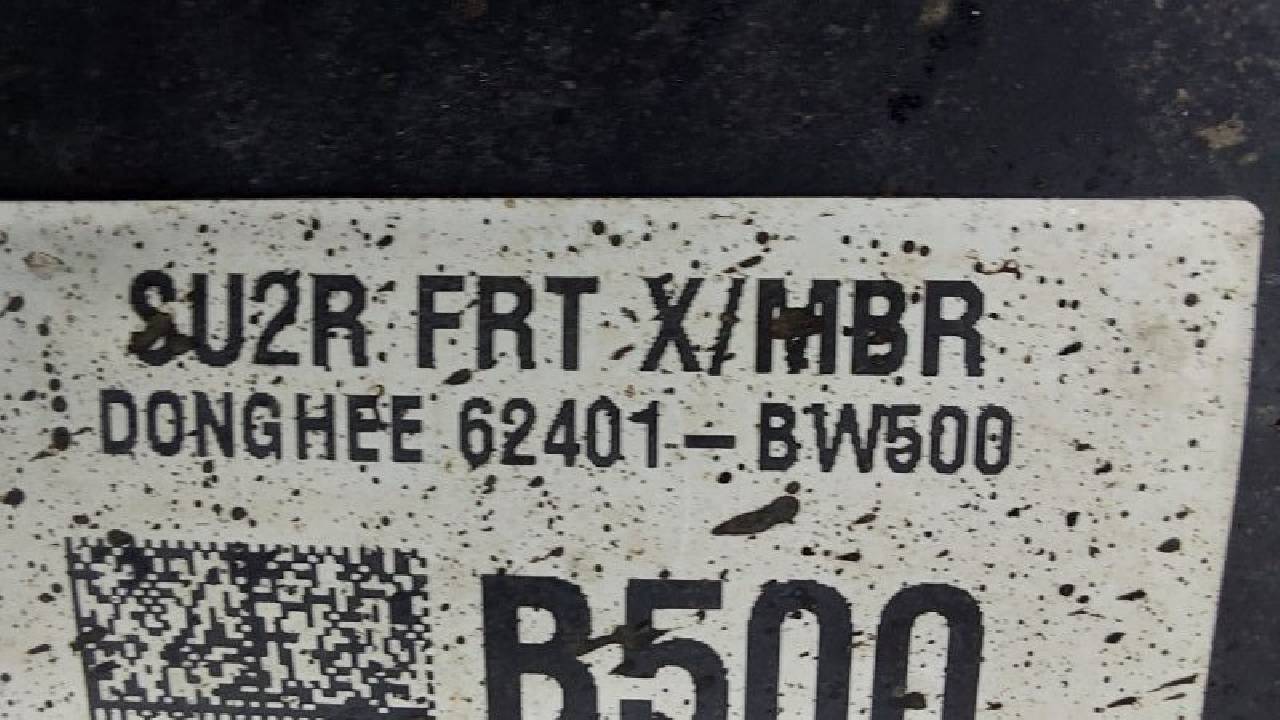 SU2R FRT X/MBR
DONGHEE 62401-BW500
B500